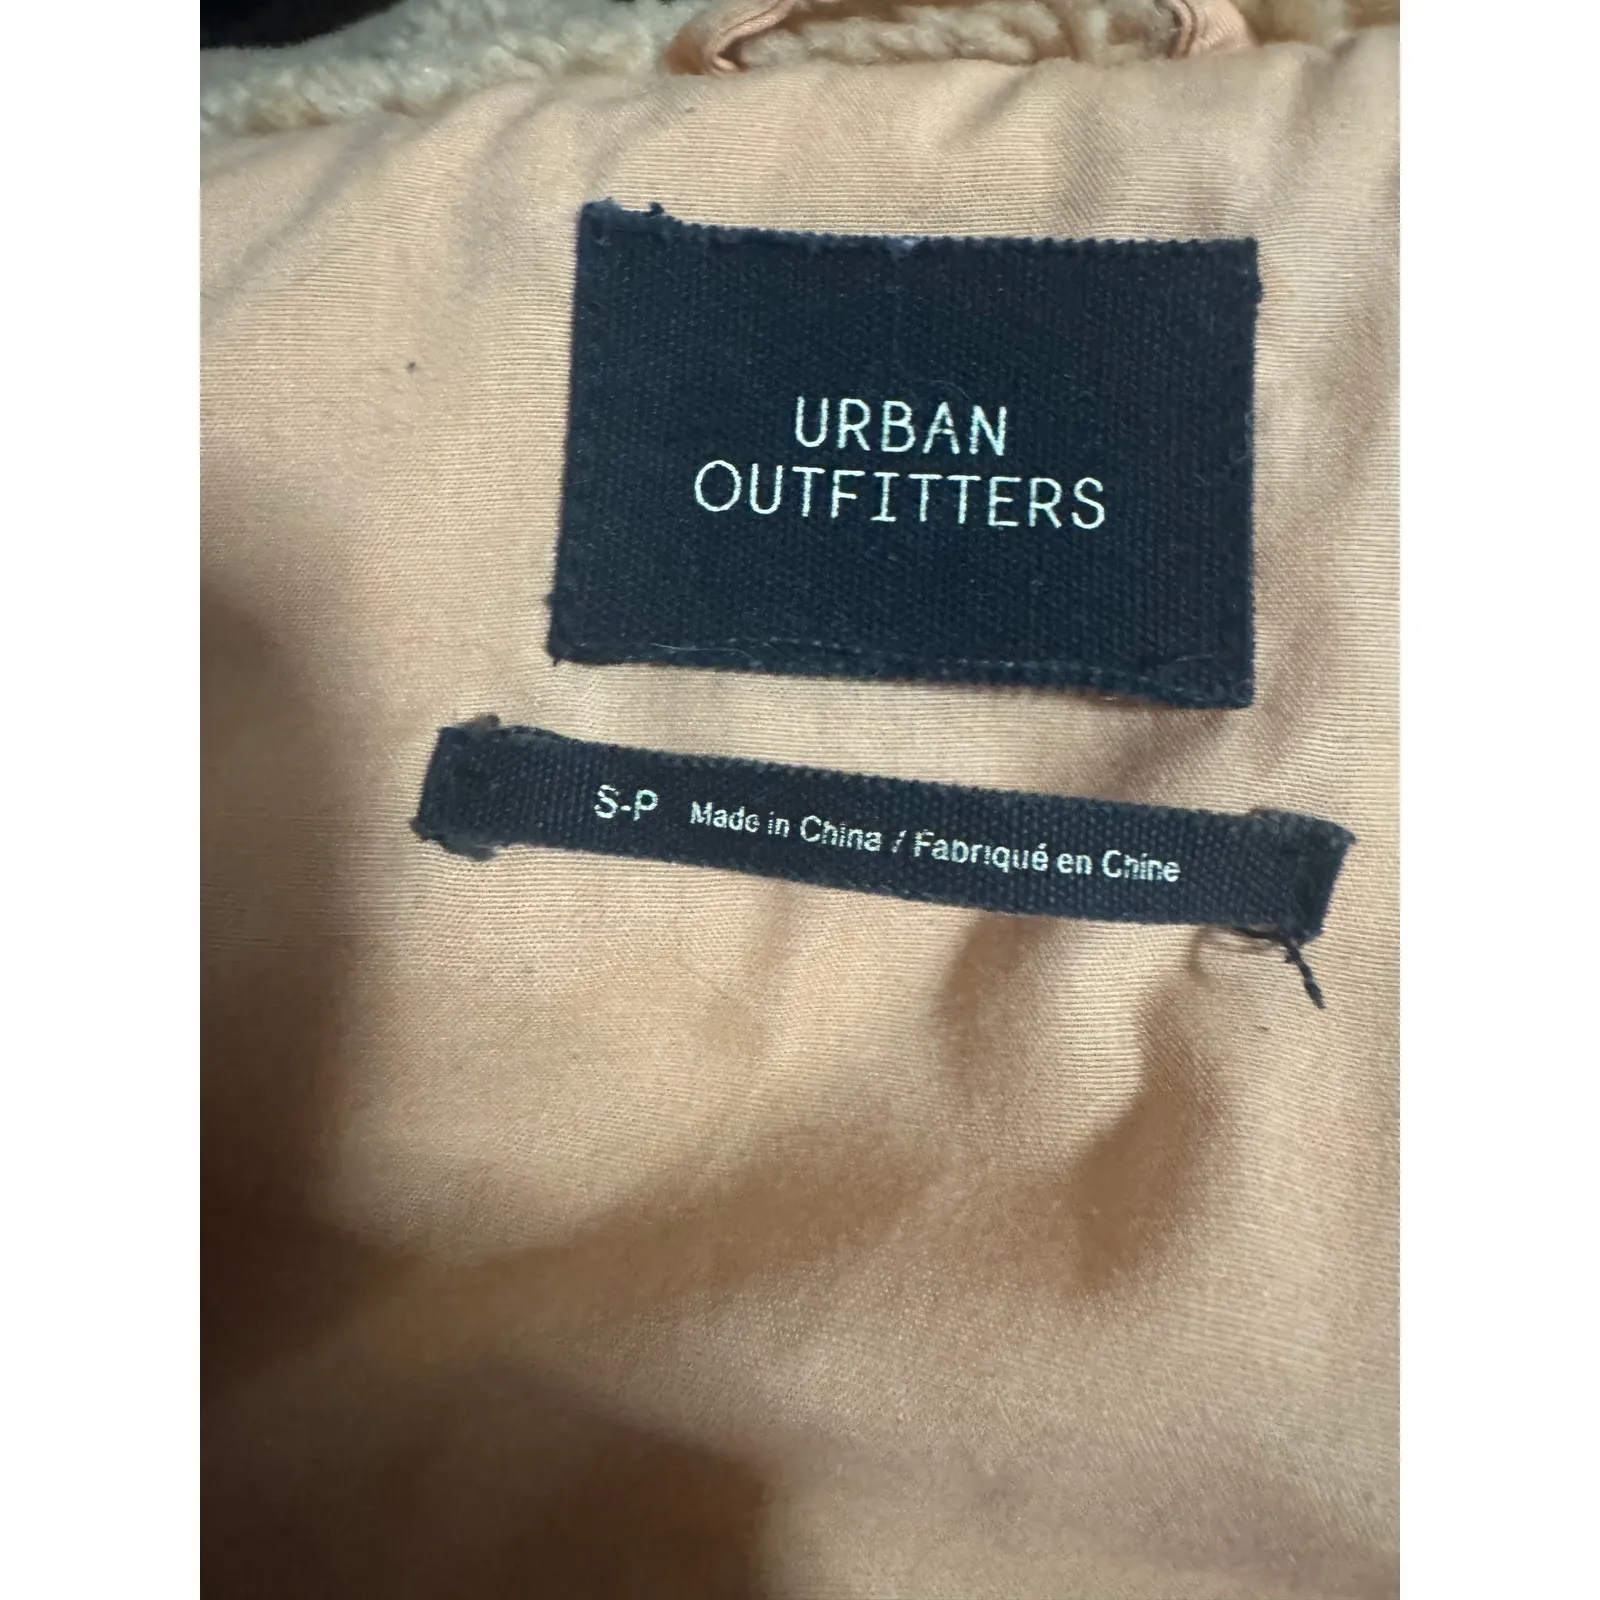 URBAN
OUTFITTERS
S-P Made in China / Fabriqué en Chine